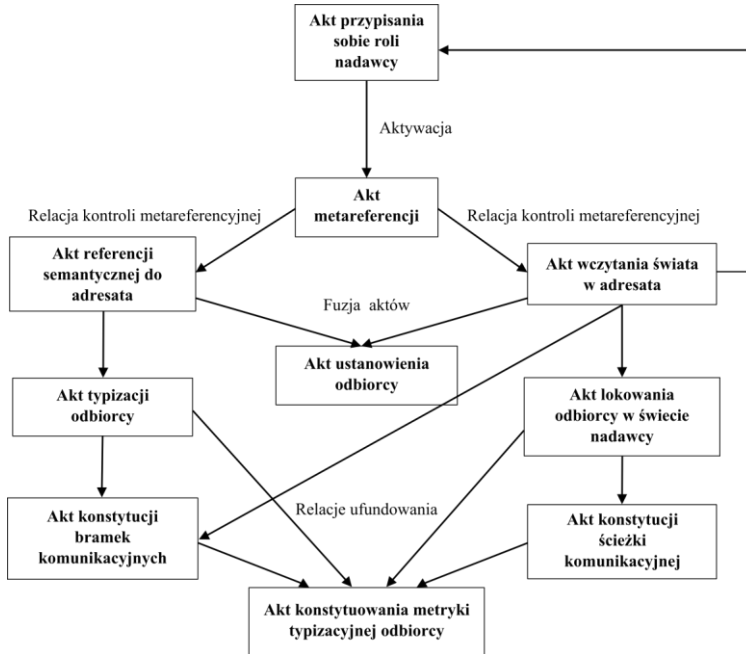 Akt przypisania
sobie roli
nadawcy
Aktywacja
Akt
metareferencji
Relacja kontroli metareferencyjnej
Relacja kontroli metareferencyjnej
Akt referencji
semantycznej do
adresata
Akt wczytania świata
w adresata
Fuzja aktów
Akt ustanowienia
odbiorcy
Akt typizacji
odbiorcy
Akt lokowania
odbiorcy w świecie
nadawcy
Akt konstytucji
bramek
komunikacyjnych
Relacje ufundowania
Akt konstytucji
ścieżki
komunikacyjnej
Akt konstytuowania metryki
typizacyjnej odbiorcy